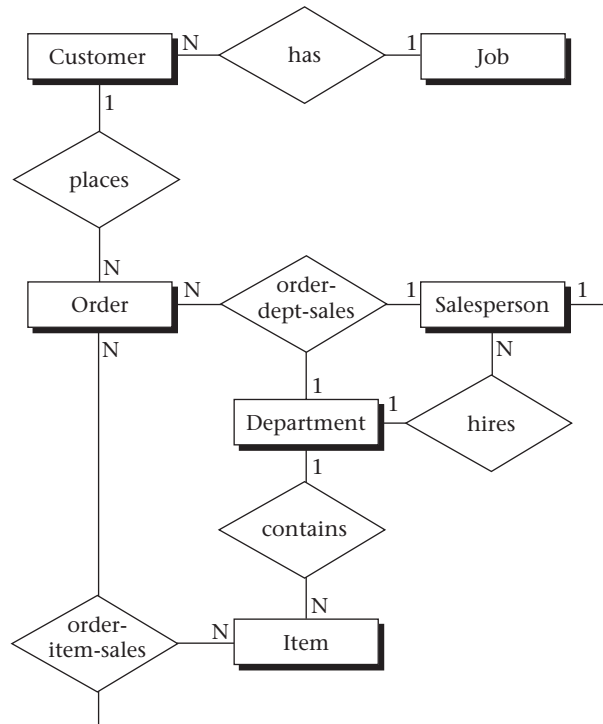 Customer
N
has
1
Job
1
places
N
Order
N
order-
dept-sales
1
Salesperson
1
N
N
1
Department
1
hires
1
contains
N
order-
item-sales
N
Item